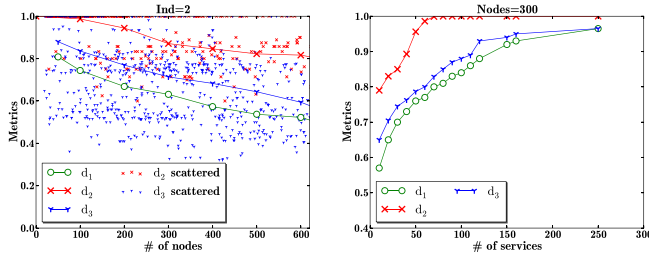 Ind=2
Metrics
1.0
0.8
0.6
0.4
0.2
0.0
d1
d2
d3
d2 scattered
d3 scattered
0 100 200 300 400 500 600
# of nodes
Nodes=300
Metrics
1.0
0.9
0.8
0.7
0.6
0.5
0.4
d1
d2
d3
0 50 100 150 200 250 300
# of services